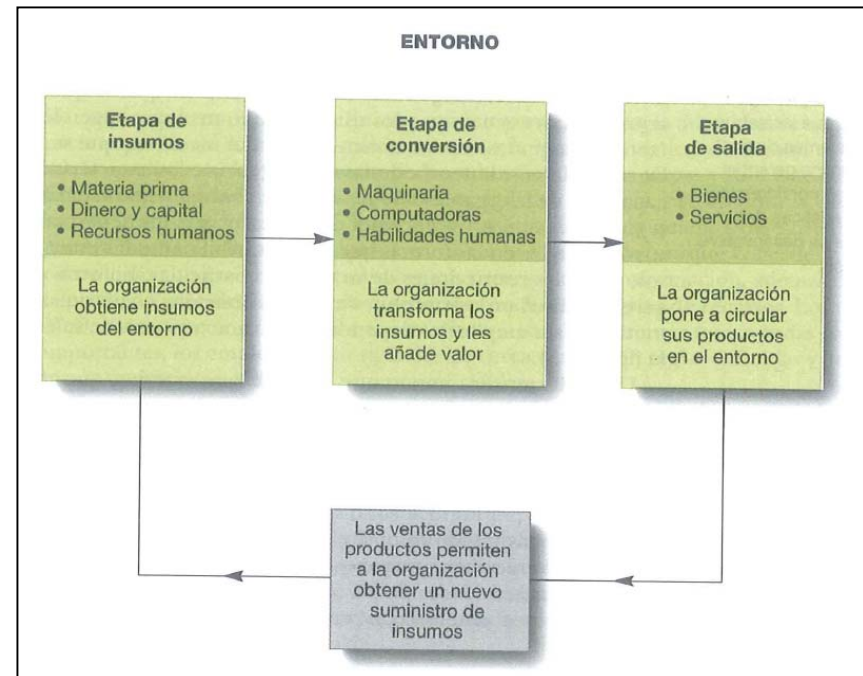 ENTORNO
Etapa de
insumos
• Materia prima
• Dinero y capital
• Recursos humanos
La organización
obtiene insumos
del entorno
Etapa de
conversión
• Maquinaria
• Computadoras
• Habilidades humanas
La organización
transforma los
insumos y les
añade valor
Etapa
de salida
• Bienes
• Servicios
La organización
pone a circular
sus productos
en el entorno
Las ventas de los
productos permiten
a la organización
obtener un nuevo
suministro de
insumos